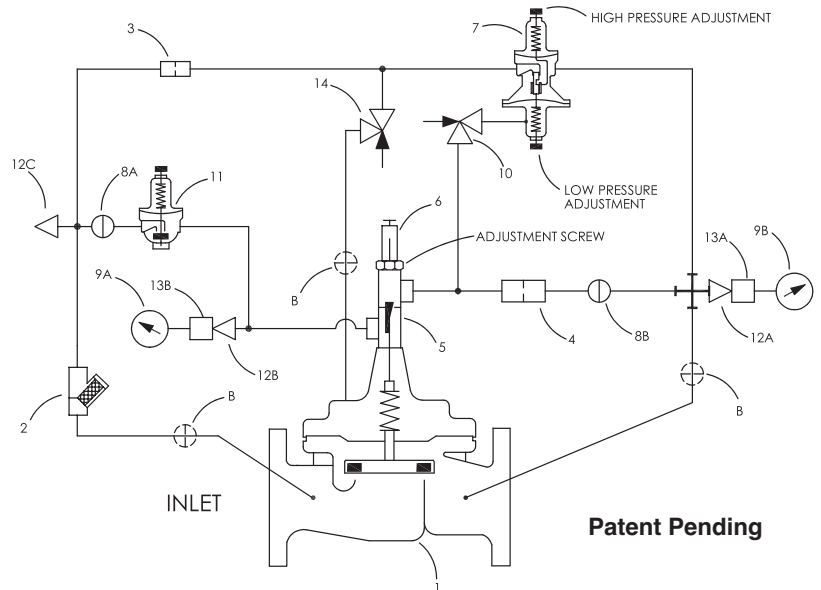 HIGH PRESSURE ADJUSTMENT
3
7
14
10
LOW PRESSURE
ADJUSTMENT
12C
8A
11
6
ADJUSTMENT SCREW
13A
9B
9A
13B
B
5
4
8B
12A
12B
2
B
B
INLET
Patent Pending
1